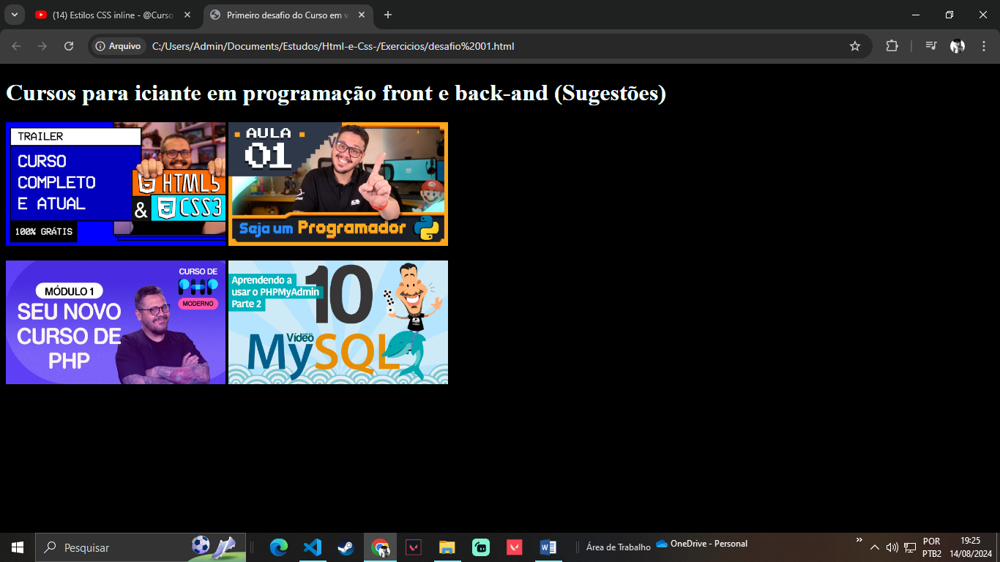 (14) Estilos CSS inline - @Curso
Primeiro desafio do Curso em v
Arquivo
C:/Users/Admin/Documents/Estudos/Html-e-Css-/Exercicios/desafio%2001.html
Cursos para iciante em programação front e back-and (Sugestões)
TRAILER
CURSO
COMPLETO
E ATUAL
HTML5
& CSS3
100% GRÁTIS
AULA
01
Seja um Programador
CURSO DE
PHP
MODERNO
MÓDULO 1
SEU NOVO
CURSO DE
PHP
Aprendendo a
usar o PHPMyAdmin
Parte 2
10
Vídeo
MySQL
Pesquisar
Área de Trabalho
OneDrive - Personal
POR
PTB2
19:25
14/08/2024